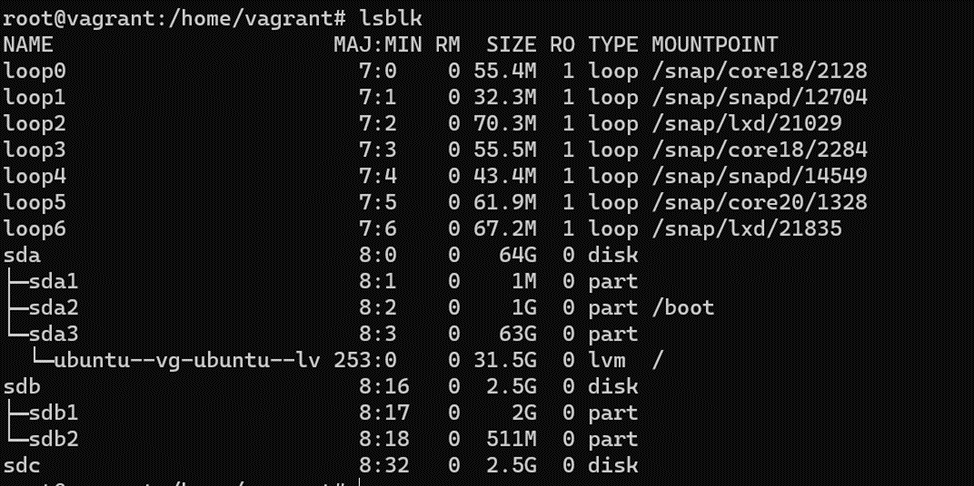 root@vagrant:/home/vagrant# lsblk
NAME                      MAJ:MIN RM  SIZE RO TYPE MOUNTPOINT
loop0                       7:0    0 55.4M  1 loop /snap/core18/2128
loop1                       7:1    0 32.3M  1 loop /snap/snapd/12704
loop2                       7:2    0 70.3M  1 loop /snap/lxd/21029
loop3                       7:3    0 55.5M  1 loop /snap/core18/2284
loop4                       7:4    0 43.4M  1 loop /snap/snapd/14549
loop5                       7:5    0 61.9M  1 loop /snap/core20/1328
loop6                       7:6    0 67.2M  1 loop /snap/lxd/21835
sda                         8:0    0   64G  0 disk
├─sda1                      8:1    0    1M  0 part
├─sda2                      8:2    0    1G  0 part /boot
└─sda3                      8:3    0   63G  0 part
  └─ubuntu--vg-ubuntu--lv 253:0    0 31.5G  0 lvm  /
sdb                         8:16   0  2.5G  0 disk
├─sdb1                      8:17   0    2G  0 part
└─sdb2                      8:18   0  511M  0 part
sdc                         8:32   0  2.5G  0 disk
root@vagrant:/home/vagrant#